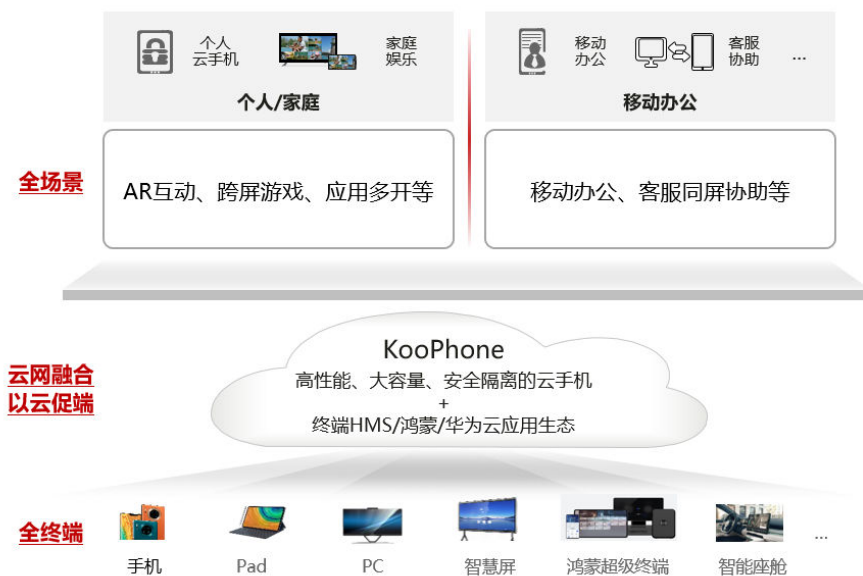 个人
云手机
家庭
娱乐
个人/家庭
移动
办公
客服
协助
...
移动办公
全场景
AR互动、跨屏游戏、应用多开等
移动办公、客服同屏协助等
云网融合
以云促端
KooPhone
高性能、大容量、安全隔离的云手机
+
终端HMS/鸿蒙/华为云应用生态
全终端
手机
Pad
PC
智慧屏
鸿蒙超级终端
智能座舱
...